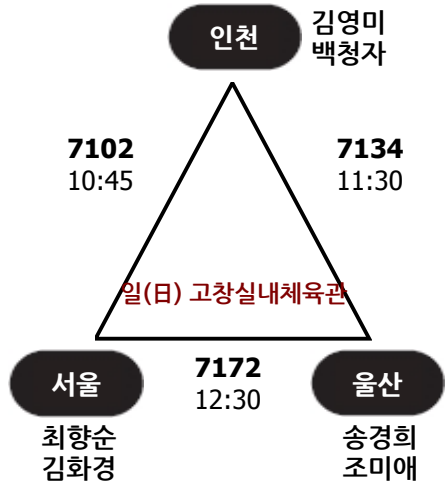 인천
김영미
백청자
7102
10:45
7134
11:30
일(日) 고창실내체육관
7172
12:30
서울
최향순
김화경
울산
송경희
조미애